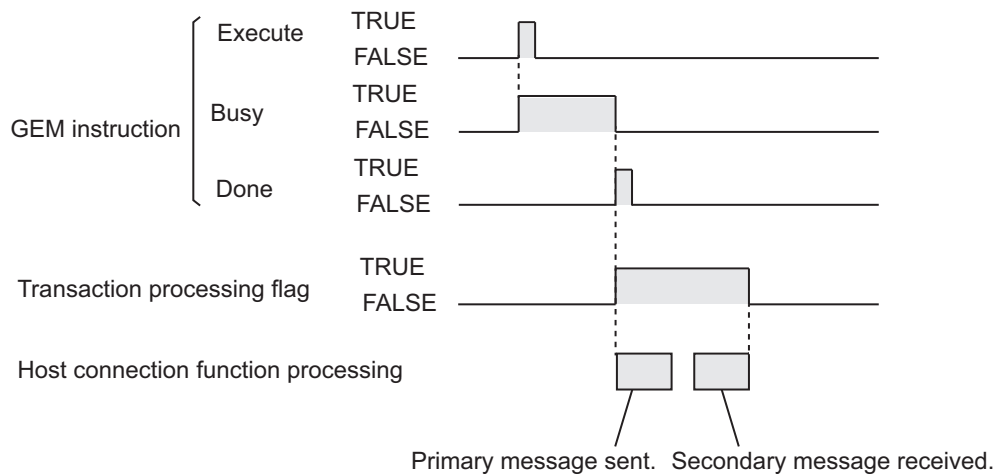 Execute TRUE
FALSE
GEM instruction Busy TRUE
FALSE
Done TRUE
FALSE
Transaction processing flag TRUE
FALSE
Host connection function processing
Primary message sent. Secondary message received.